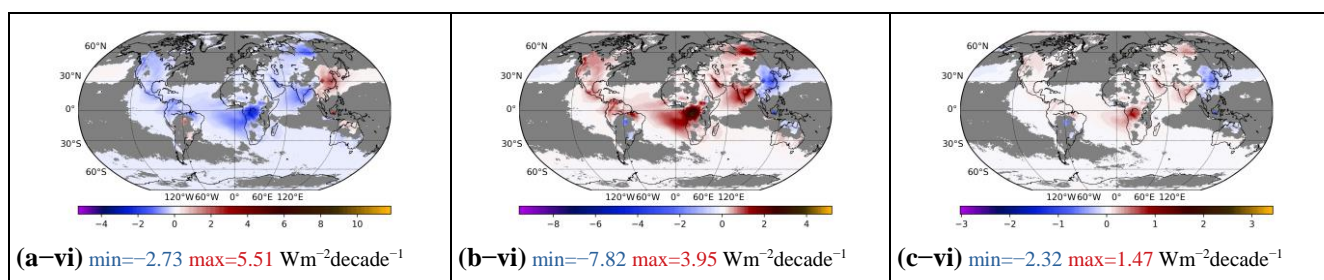 60°N
30°N
0°
30°S
60°S
120°W 60°W 0° 60°E 120°E
−4 −2 0 2 4 6 8 10
(a−vi) min=−2.73 max=5.51 Wm⁻²decade⁻¹
60°N
30°N
0°
30°S
60°S
120°W 60°W 0° 60°E 120°E
−8 −6 −4 −2 0 2 4
(b−vi) min=−7.82 max=3.95 Wm⁻²decade⁻¹
60°N
30°N
0°
30°S
60°S
120°W 60°W 0° 60°E 120°E
−3 −2 −1 0 1 2 3
(c−vi) min=−2.32 max=1.47 Wm⁻²decade⁻¹